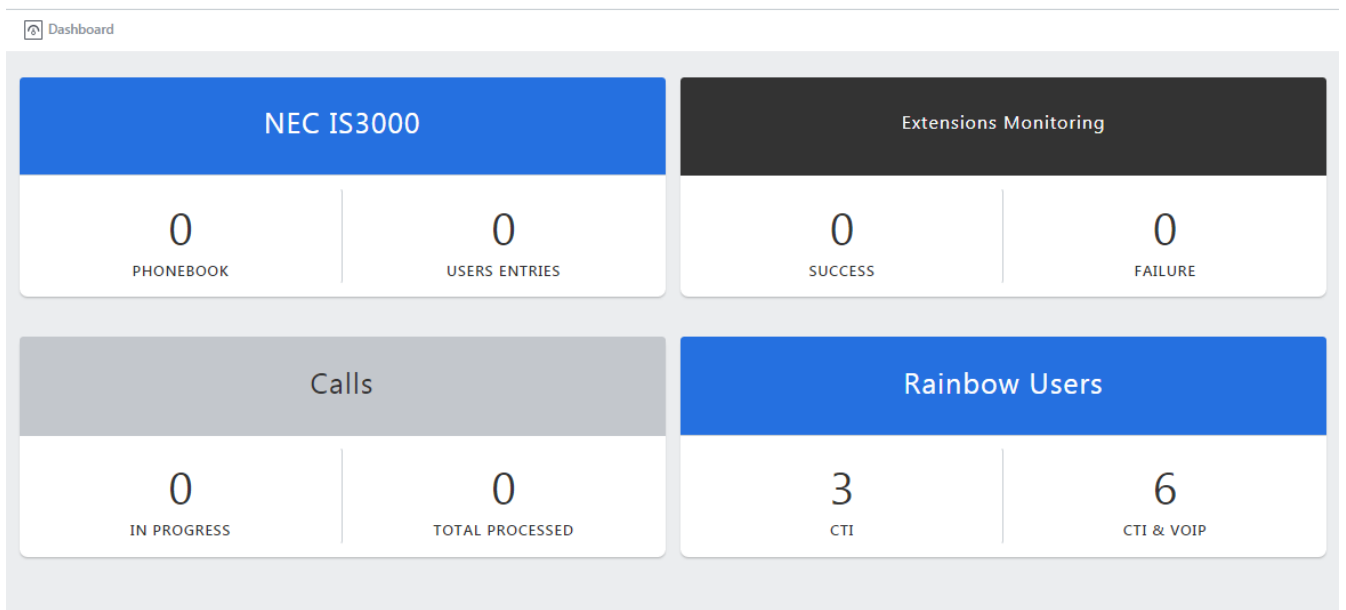 Dashboard
NEC IS3000
Extensions Monitoring
0
0
0
0
PHONEBOOK
USERS ENTRIES
SUCCESS
FAILURE
Calls
Rainbow Users
0
0
3
6
IN PROGRESS
TOTAL PROCESSED
CTI
CTI & VOIP